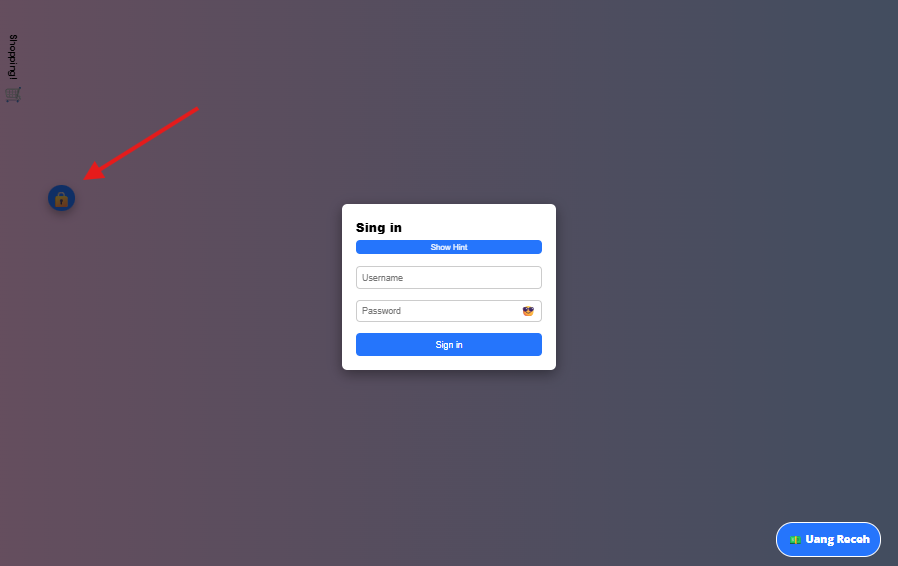 Shopping!
Sing in
Show Hint
Username
Password
Sign in
Uang Receh